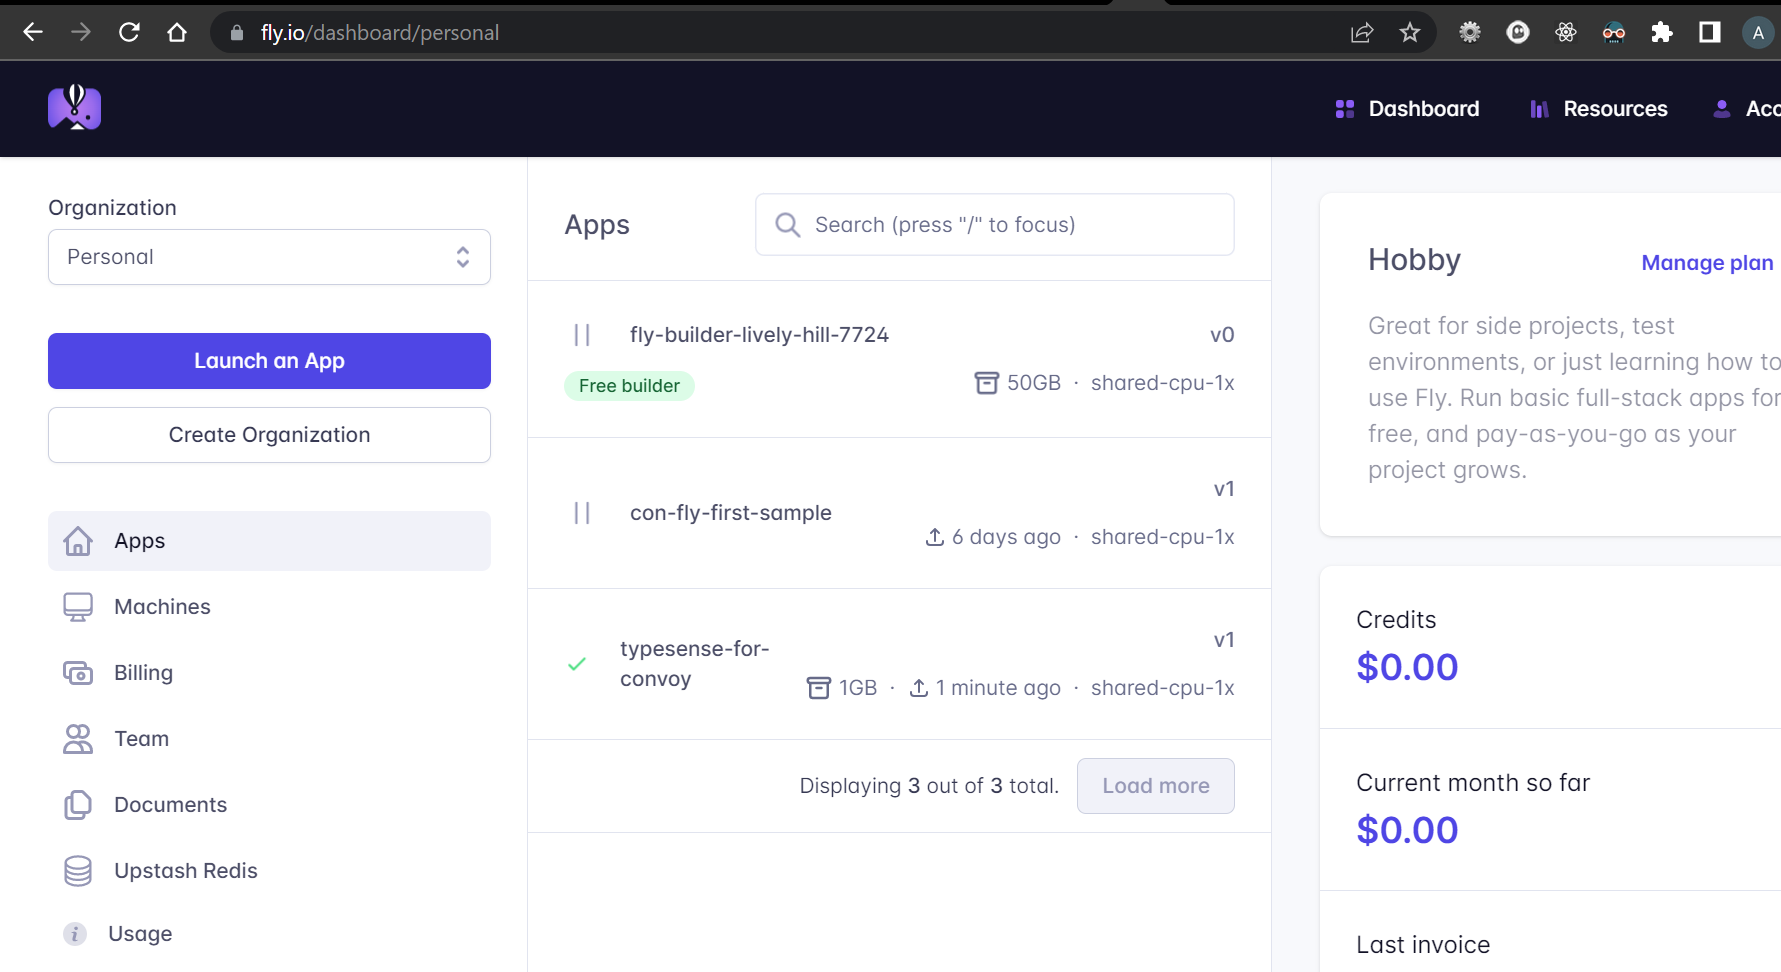 fly.io/dashboard/personal
A
Dashboard
Resources
Acc
Organization
Personal
Launch an App
Create Organization
Apps
Machines
Billing
Team
Documents
Upstash Redis
Usage
Apps
Search (press "/" to focus)
fly-builder-lively-hill-7724
v0
Free builder
50GB · shared-cpu-1x
con-fly-first-sample
v1
6 days ago · shared-cpu-1x
typesense-for-
convoy
v1
1GB · 1 minute ago · shared-cpu-1x
Displaying 3 out of 3 total.
Load more
Hobby
Manage plan
Great for side projects, test
environments, or just learning how to
use Fly. Run basic full-stack apps for
free, and pay-as-you-go as your
project grows.
Credits
$0.00
Current month so far
$0.00
Last invoice